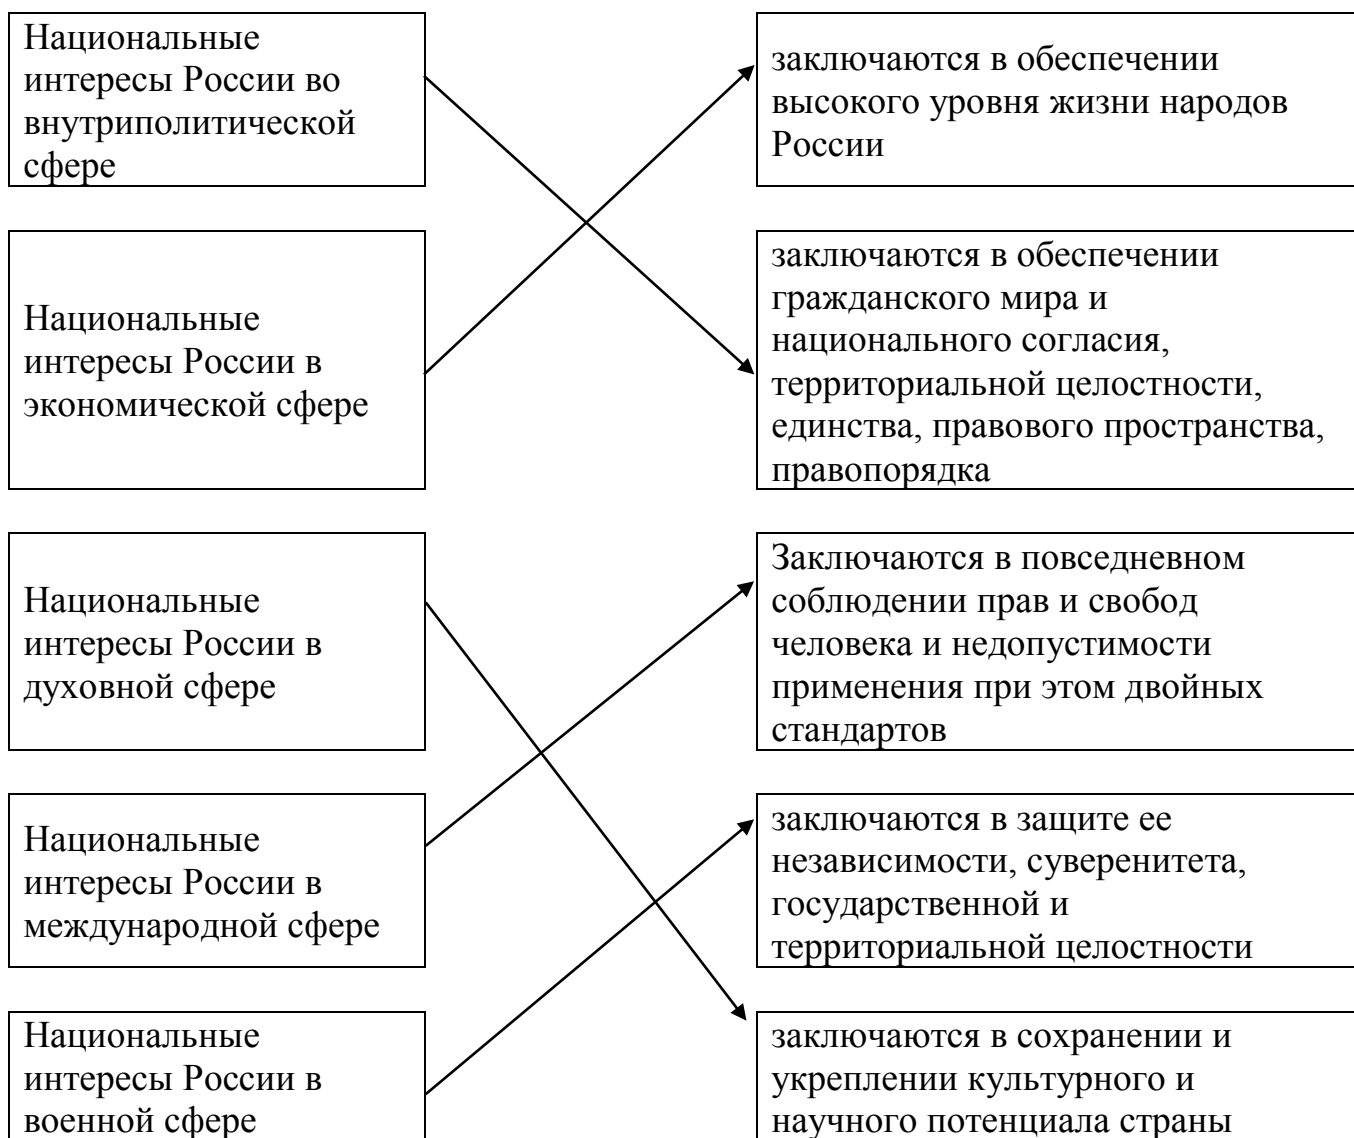 Национальные
интересы России во
внутриполитической
сфере
заключаются в обеспечении
высокого уровня жизни народов
России
Национальные
интересы России в
экономической сфере
заключаются в обеспечении
гражданского мира и
национального согласия,
территориальной целостности,
единства, правового пространства,
правопорядка
Национальные
интересы России в
духовной сфере
Заключаются в повседневном
соблюдении прав и свобод
человека и недопустимости
применения при этом двойных
стандартов
Национальные
интересы России в
международной сфере
заключаются в защите ее
независимости, суверенитета,
государственной и
территориальной целостности
Национальные
интересы России в
военной сфере
заключаются в сохранении и
укреплении культурного и
научного потенциала страны